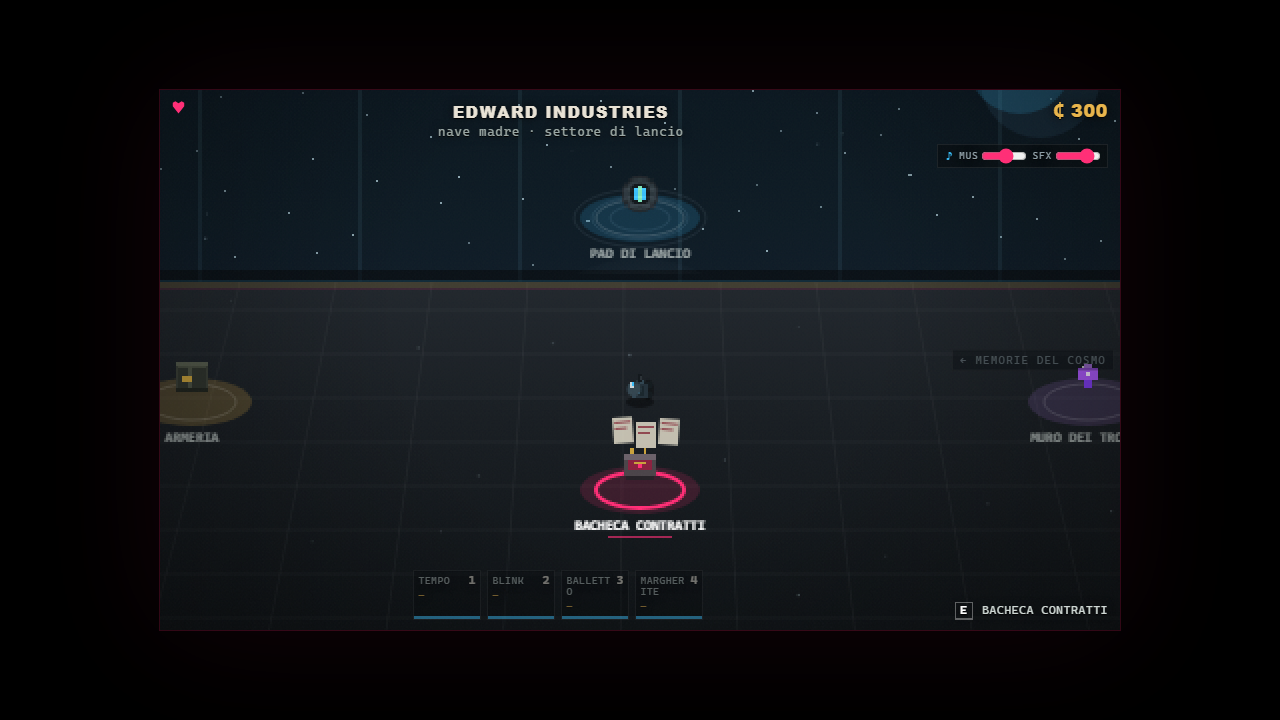 EDWARD INDUSTRIES
nave madre · settore di lancio
₵ 300
♪ MUS SFX
PAD DI LANCIO
← MEMORIE DEL COSMO
ARMERIA
MURO DEI TRO
BACHECA CONTRATTI
TEMPO 1
–
BLINK 2
–
BALLETT 3
O
–
MARGHER 4
ITE
–
E BACHECA CONTRATTI